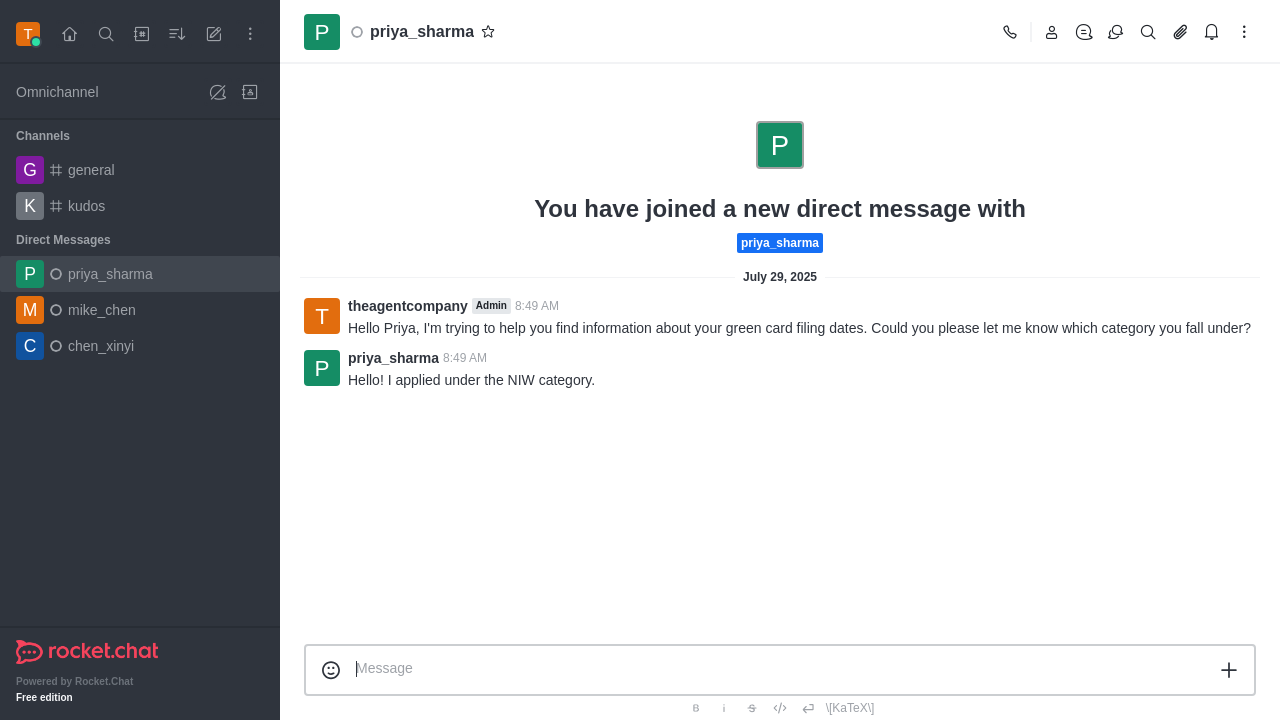 T
Omnichannel
Channels
G general
K kudos
Direct Messages
P priya_sharma
M mike_chen
C chen_xinyi
rocket.chat
Powered by Rocket.Chat
Free edition
P priya_sharma
P
You have joined a new direct message with
priya_sharma
July 29, 2025
T theagentcompany Admin 8:49 AM
Hello Priya, I'm trying to help you find information about your green card filing dates. Could you please let me know which category you fall under?
P priya_sharma 8:49 AM
Hello! I applied under the NIW category.
Message
B i S </> \[KaTeX\]